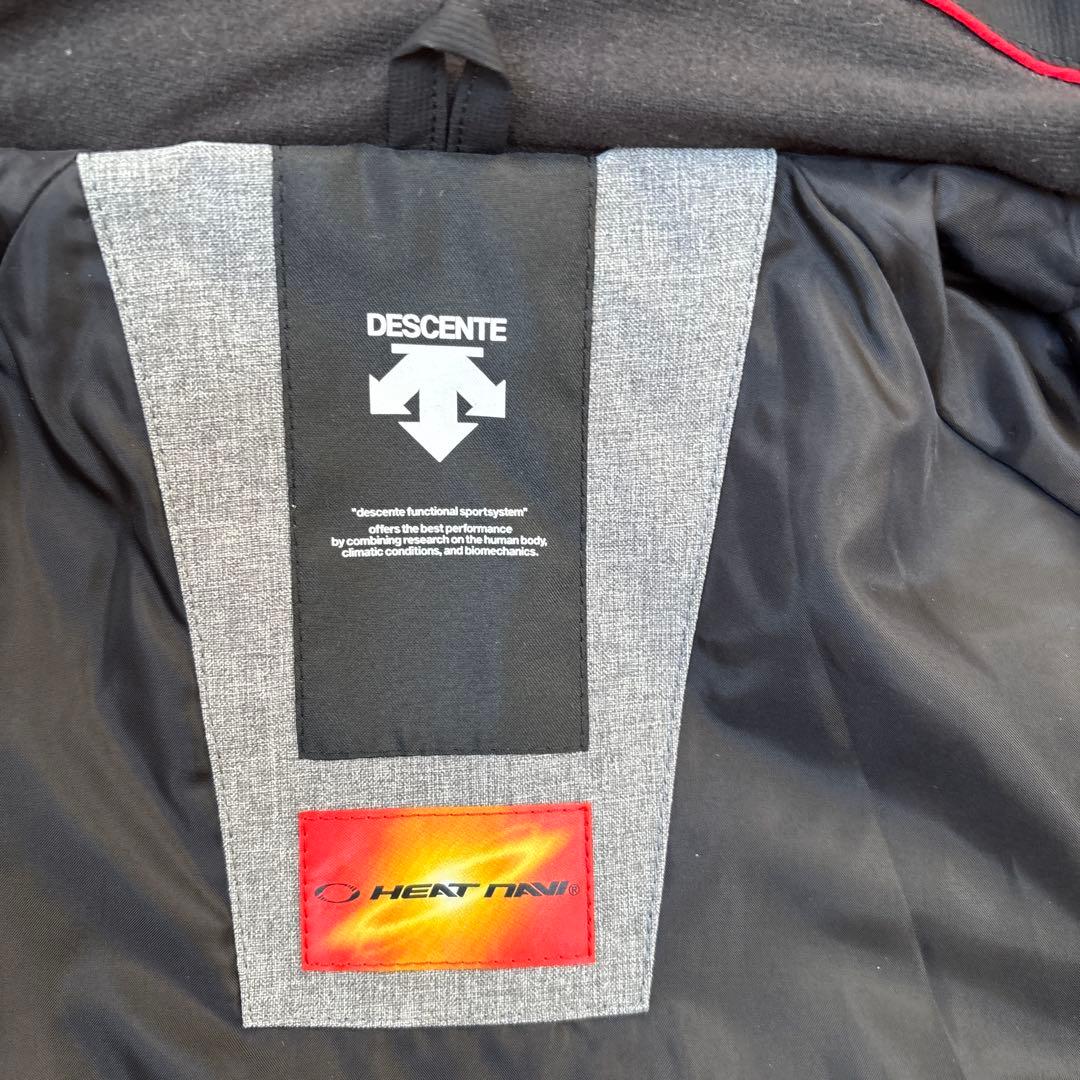 DESCENTE
"descente functional sportsystem"
offers the best performance
by combining research on the human body,
climatic conditions, and biomechanics.
HEAT NAVI®